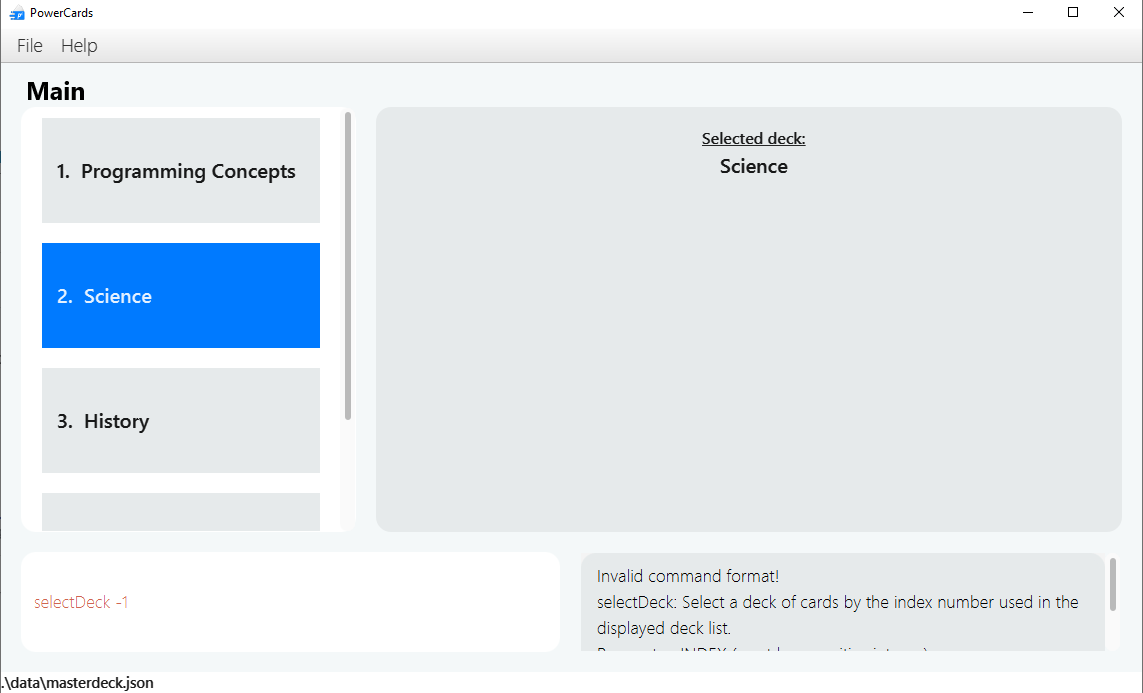 PowerCards
File Help
Main
1. Programming Concepts
2. Science
3. History
Selected deck:
Science
selectDeck -1
Invalid command format!
selectDeck: Select a deck of cards by the index number used in the
displayed deck list.
.\data\masterdeck.json